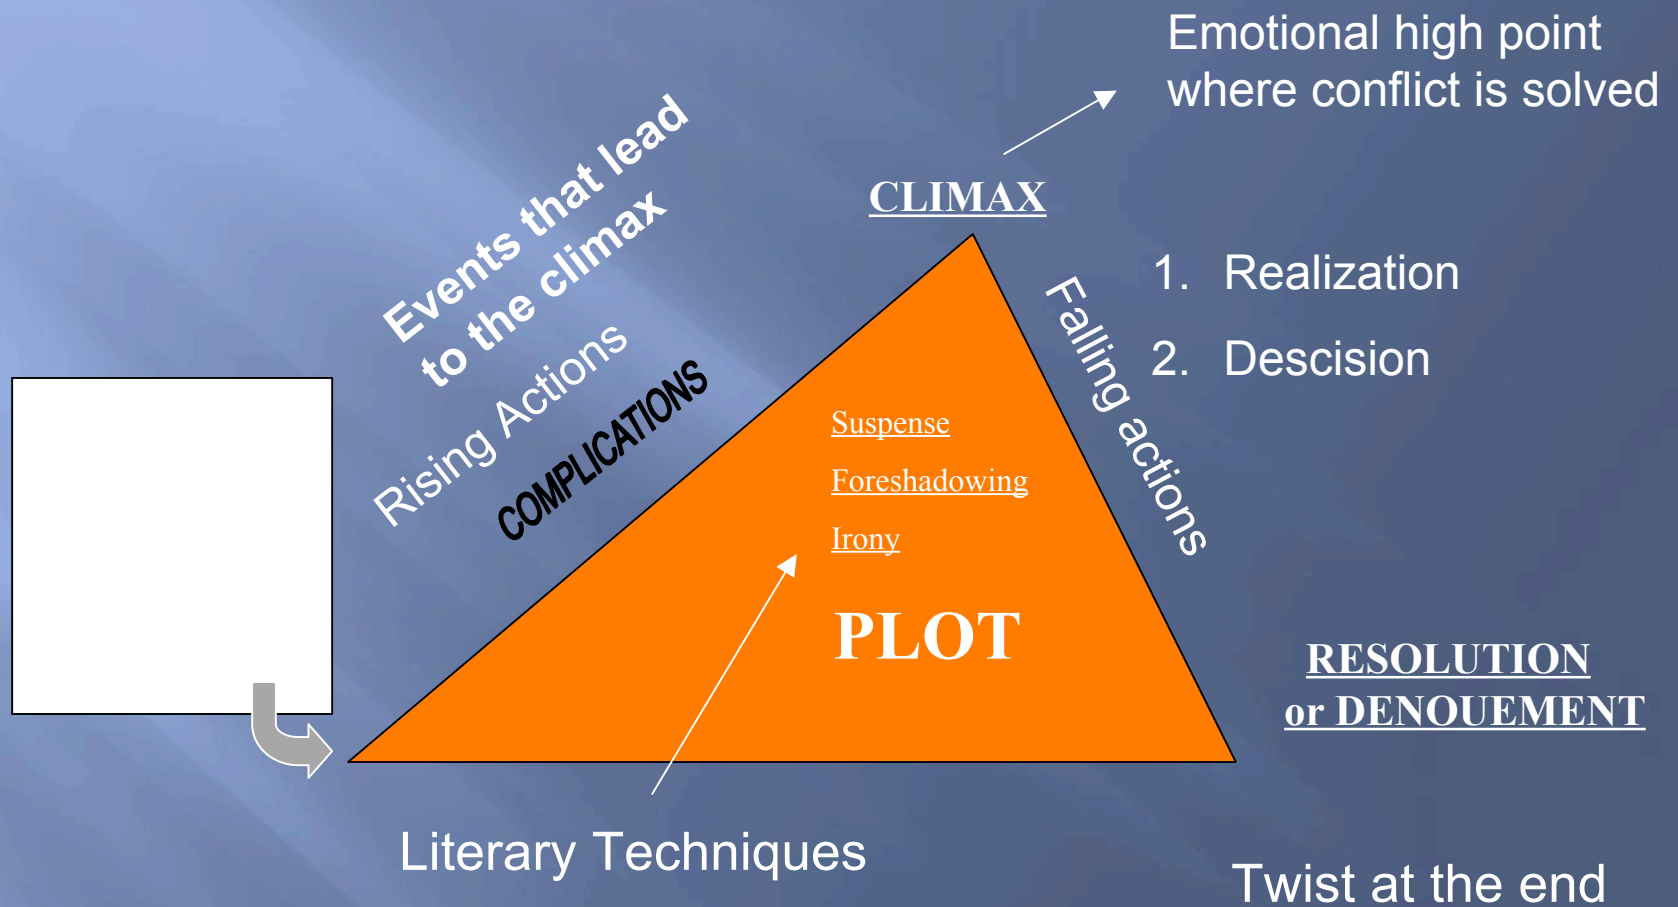 Emotional high point
where conflict is solved
Events that lead
to the climax
Rising Actions
COMPLICATIONS
CLIMAX
Falling actions
1. Realization
2. Descision
Suspense
Foreshadowing
Irony
PLOT
RESOLUTION
or DENOUEMENT
Literary Techniques
Twist at the end